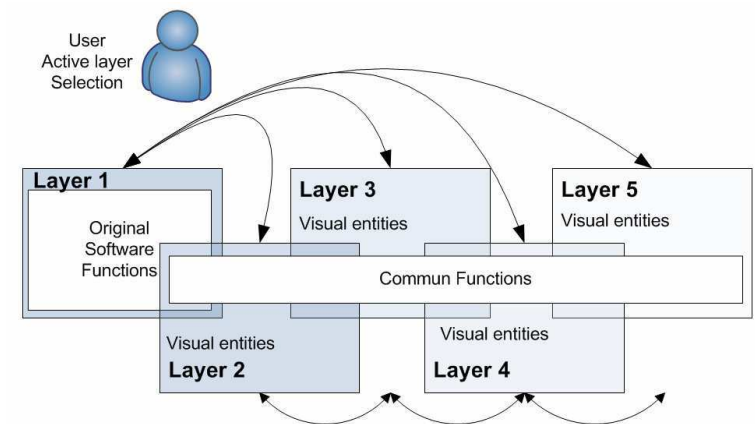 User
Active layer
Selection
Layer 1
Original
Software
Functions
Layer 3
Visual entities
Layer 5
Visual entities
Commun Functions
Visual entities
Layer 2
Visual entities
Layer 4